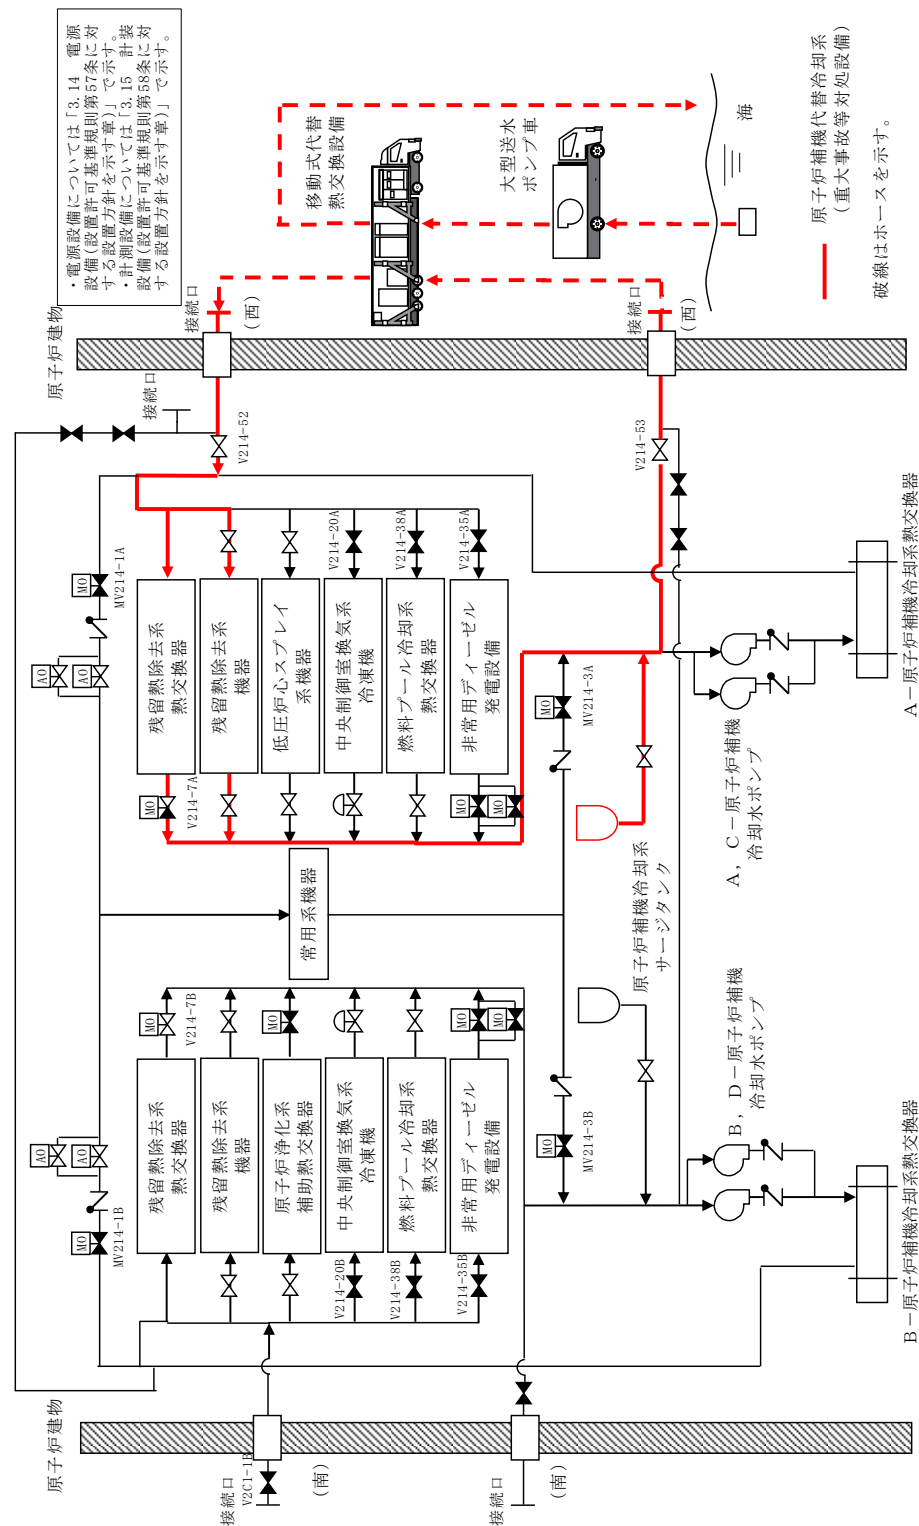 ・電源設備については「3.14 電源
設備(設置許可基準規則第57条に対
する設置方針を示す章)」で示す。
・計測設備については「3.15 計装
設備(設置許可基準規則第58条に対
する設置方針を示す章)」で示す。
原子炉建物
接続口
(西)
接続口
V214-52
移動式代替
熱交換設備
大型送水
ポンプ車
海
接続口
(西)
V214-53
原子炉補機代替冷却系
(重大事故等対処設備)
破線はホースを示す。
MO
MV214-1A
AO
AO
V214-20A
V214-38A
V214-35A
残留熱除去系
熱交換器
残留熱除去系
機器
低圧炉心スプレイ
系機器
中央制御室換気系
冷凍機
燃料プール冷却系
熱交換器
非常用ディーゼル
発電設備
MO
V214-7A
MO
MO
MO
MV214-3A
A-原子炉補機冷却系熱交換器
A,C-原子炉補機
冷却水ポンプ
常用系機器
原子炉補機冷却系
サージタンク
MO
V214-7B
MO
MO
MO
残留熱除去系
熱交換器
残留熱除去系
機器
原子炉浄化系
補助熱交換器
中央制御室換気系
冷凍機
燃料プール冷却系
熱交換器
非常用ディーゼル
発電設備
AO
AO
MO
MV214-1B
MO
MV214-3B
B,D-原子炉補機
冷却水ポンプ
V214-20B
V214-38B
V214-35B
B-原子炉補機冷却系熱交換器
原子炉建物
接続口
V2C1-1B
(南)
接続口
(南)